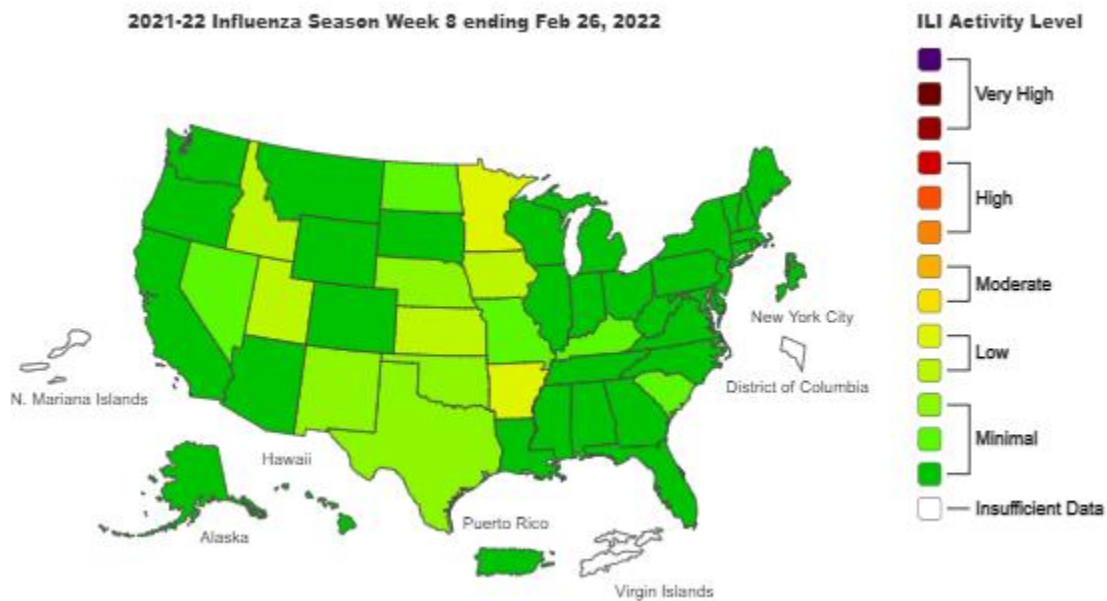 2021-22 Influenza Season Week 8 ending Feb 26, 2022
ILI Activity Level
Very High
High
Moderate
Low
Minimal
Insufficient Data
New York City
District of Columbia
N. Mariana Islands
Hawaii
Alaska
Puerto Rico
Virgin Islands